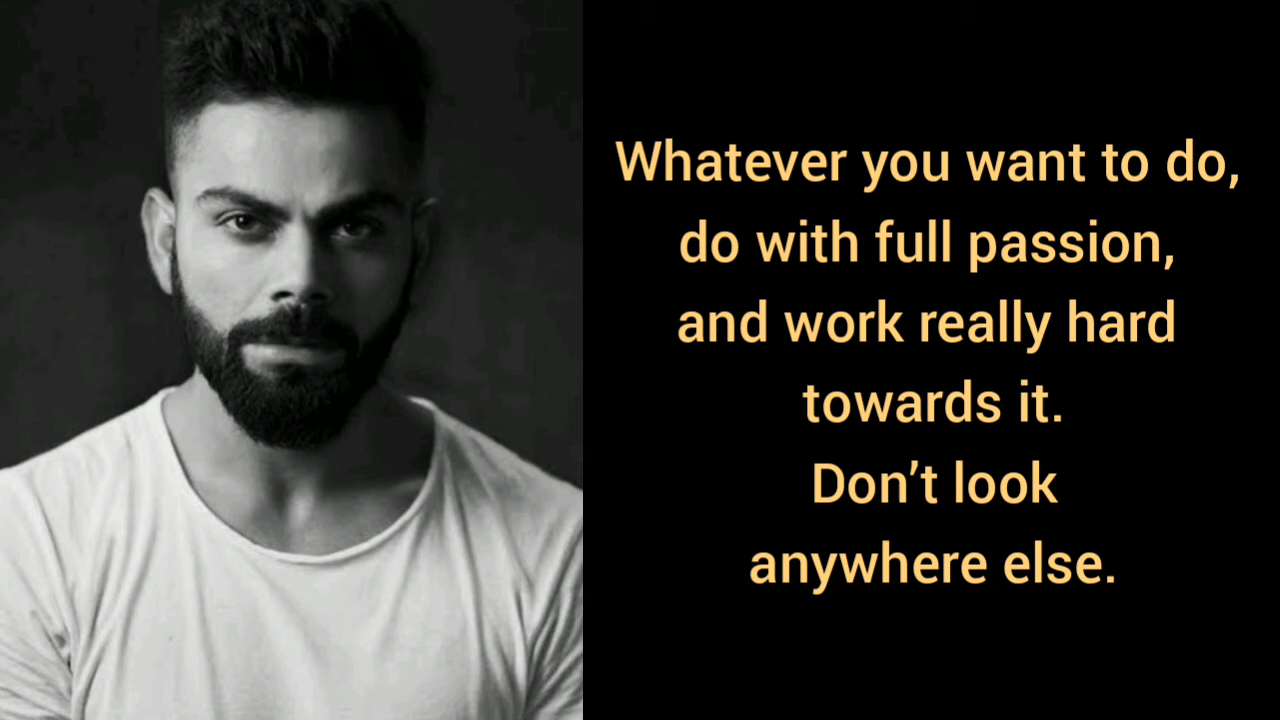 Whatever you want to do,
do with full passion,
and work really hard
towards it.
Don’t look
anywhere else.